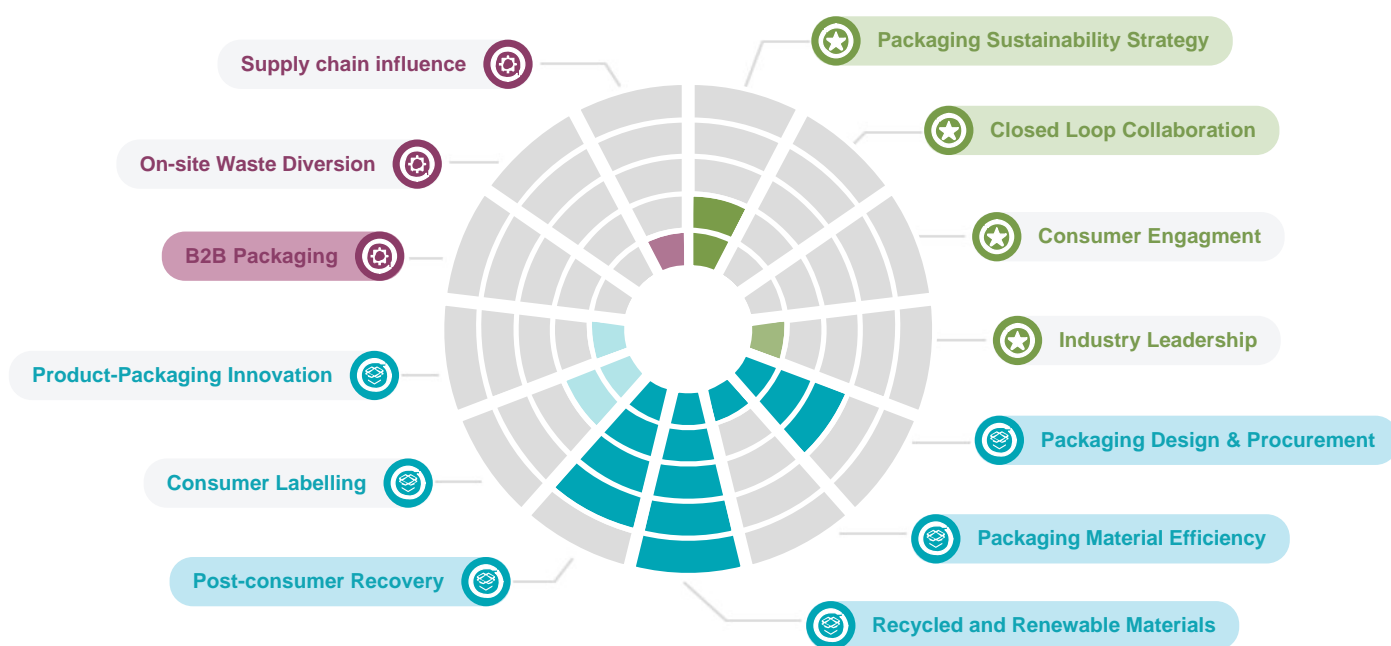 Packaging Sustainability Strategy
Supply chain influence
Closed Loop Collaboration
On-site Waste Diversion
Consumer Engagment
B2B Packaging
Industry Leadership
Product-Packaging Innovation
Packaging Design & Procurement
Consumer Labelling
Packaging Material Efficiency
Post-consumer Recovery
Recycled and Renewable Materials